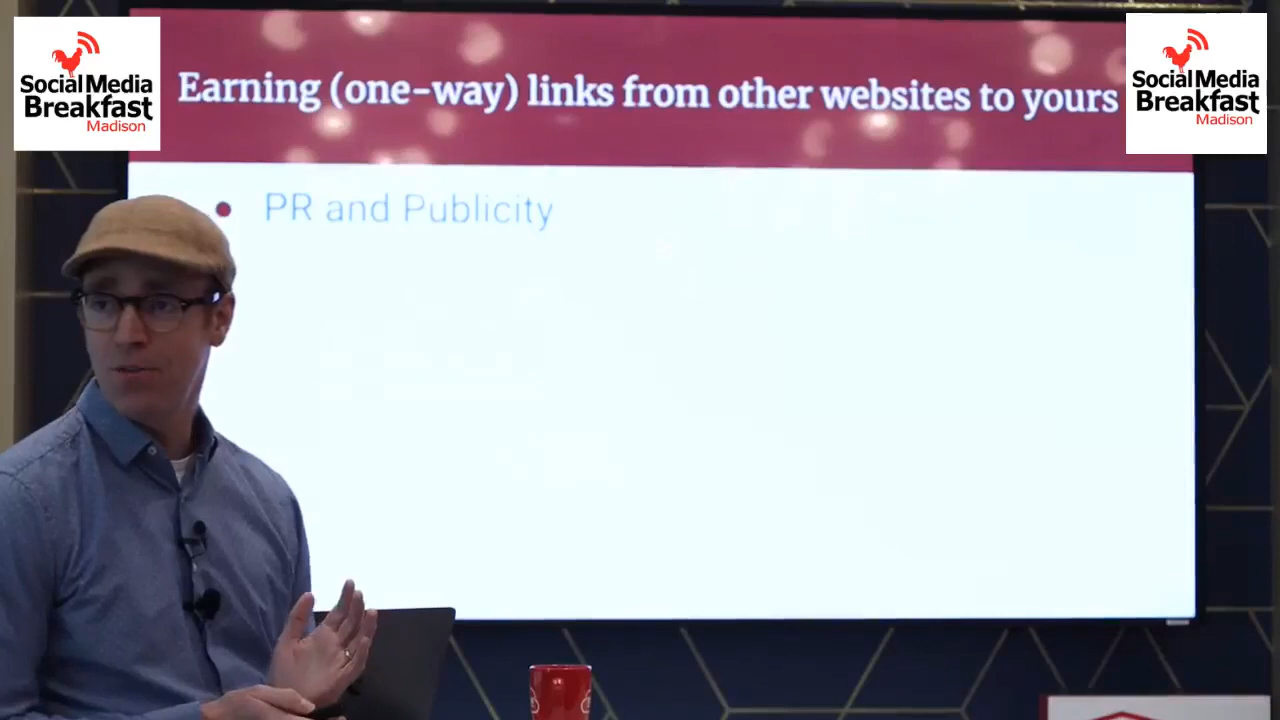 Social Media
Breakfast
Madison
Earning (one-way) links from other websites to yours
Social Media
Breakfast
Madison
PR and Publicity